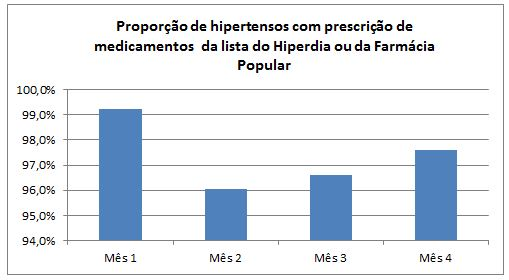 Proporção de hipertensos com prescrição de
medicamentos da lista do Hiperdia ou da Farmácia
Popular
100,0%
99,0%
98,0%
97,0%
96,0%
95,0%
94,0%
Mês 1 Mês 2 Mês 3 Mês 4